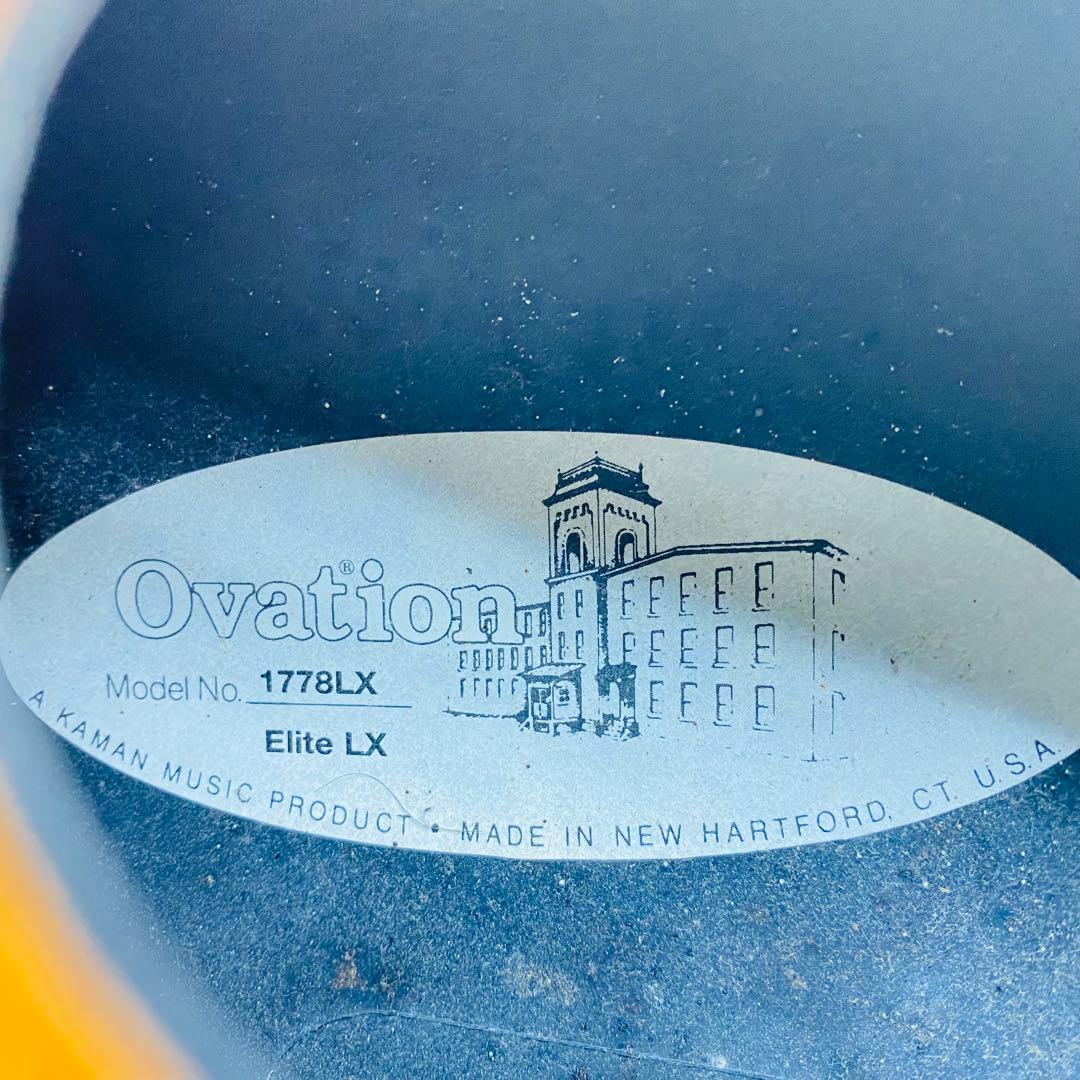 Ovation®
Model No. 1778LX
Elite LX
A KAMAN MUSIC PRODUCT • MADE IN NEW HARTFORD, CT. U.S.A.